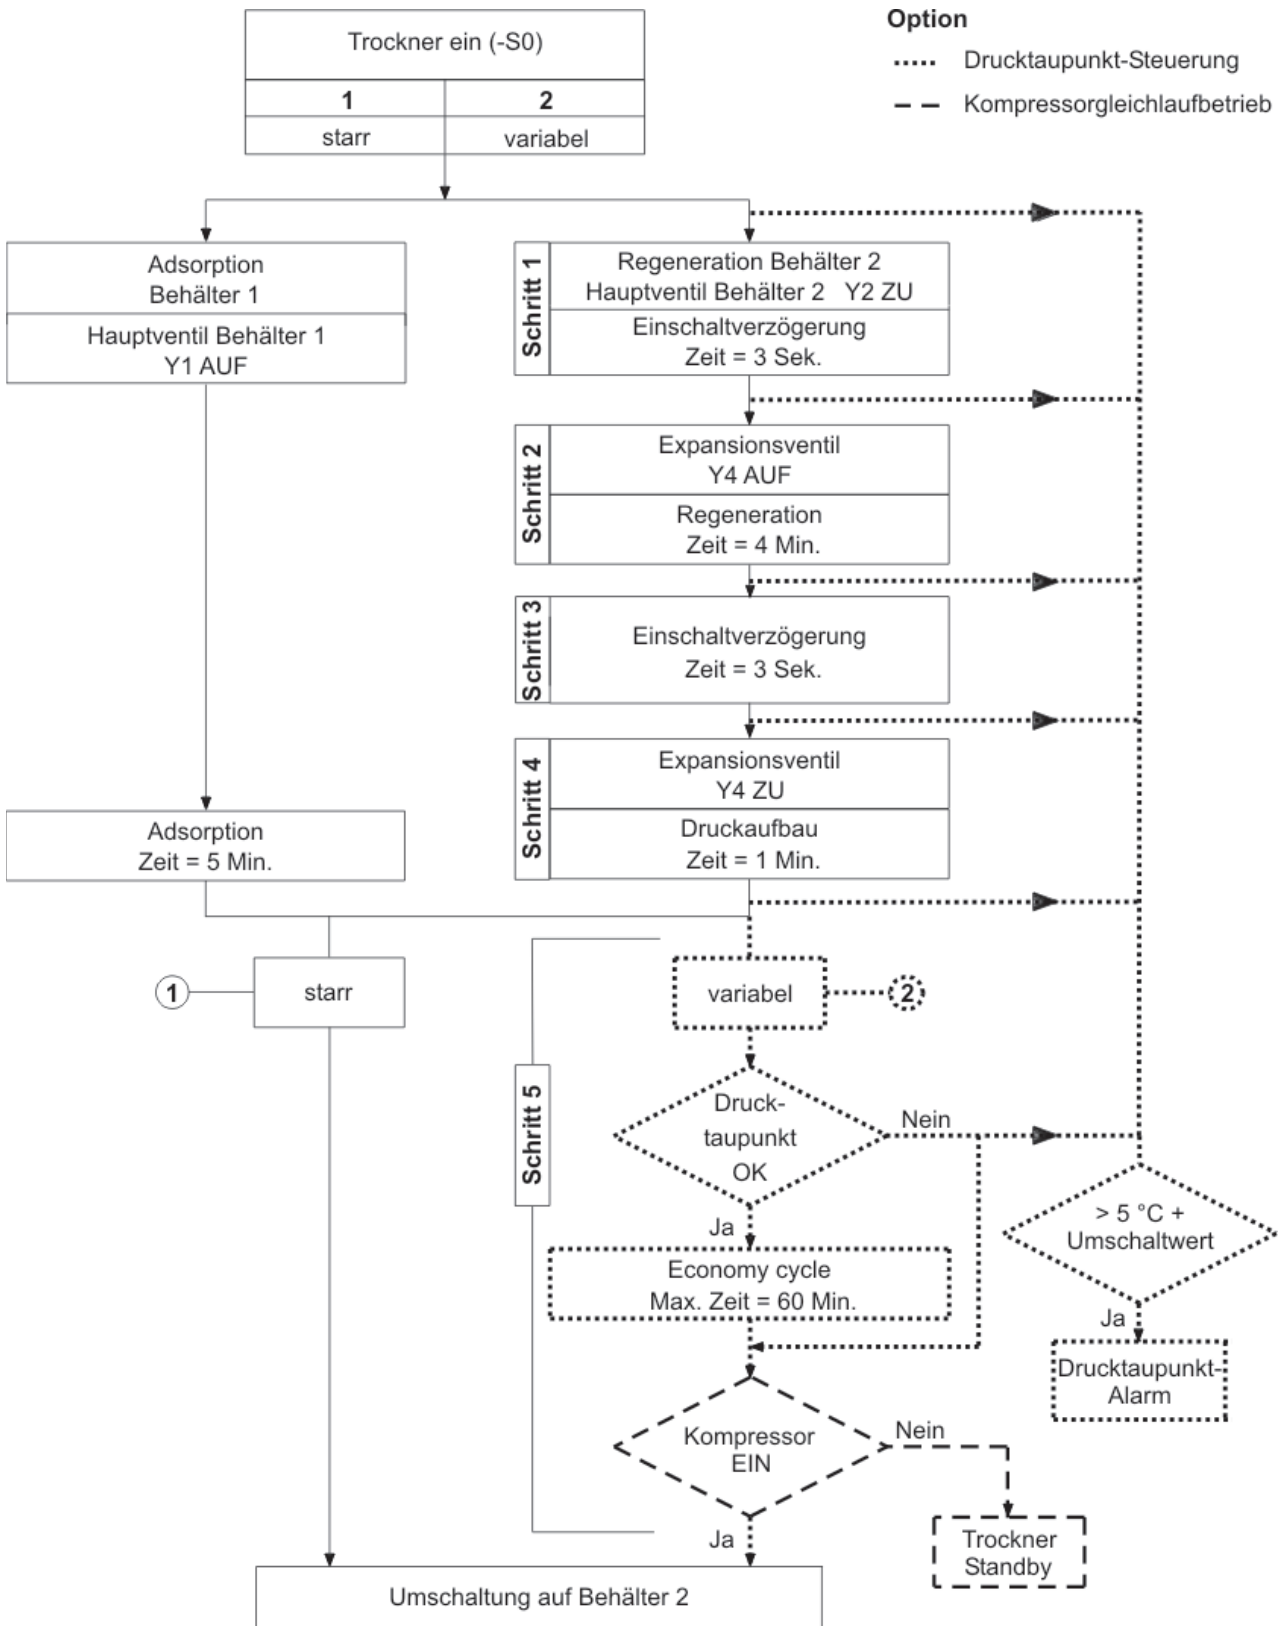 Trockner ein (-S0)
1
2
starr
variabel
Option
Drucktaupunkt-Steuerung
Kompressorgleichlaufbetrieb
Adsorption
Behälter 1
Hauptventil Behälter 1
Y1 AUF
Schritt 1
Regeneration Behälter 2
Hauptventil Behälter 2 Y2 ZU
Einschaltverzögerung
Zeit = 3 Sek.
Schritt 2
Expansionsventil
Y4 AUF
Regeneration
Zeit = 4 Min.
Schritt 3
Einschaltverzögerung
Zeit = 3 Sek.
Schritt 4
Expansionsventil
Y4 ZU
Druckaufbau
Zeit = 1 Min.
Adsorption
Zeit = 5 Min.
1
starr
variabel
2
Schritt 5
Druck-
taupunkt
OK
Nein
Ja
> 5 °C +
Umschaltwert
Ja
Drucktaupunkt-
Alarm
Economy cycle
Max. Zeit = 60 Min.
Kompressor
EIN
Nein
Ja
Trockner
Standby
Umschaltung auf Behälter 2